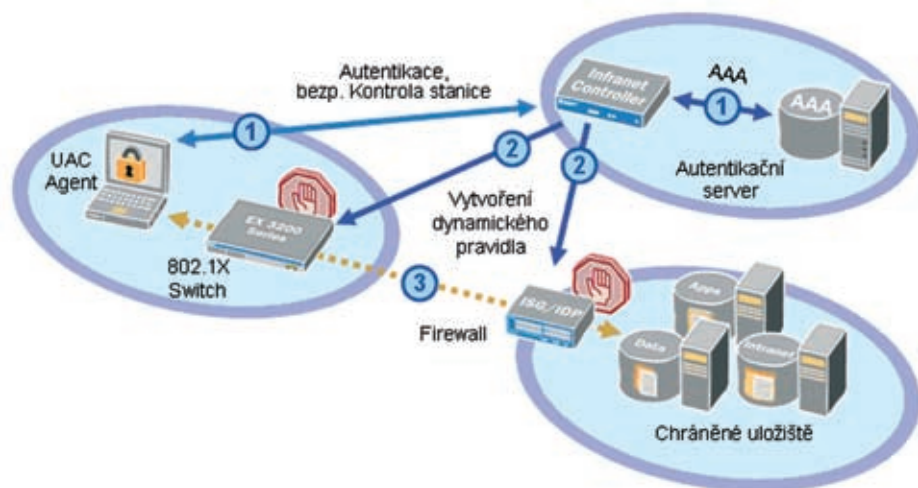 Autentikace,
bezp. Kontrola stanice
1
UAC
Agent
EX 3200
Series
802.1X
Switch
2
2
Infranet
Controller
AAA
1
AAA
Autentikační
server
Vytvoření
dynamického
pravidla
3
ISG/IDP
Firewall
Apps
Data
Intranet
Chráněné uložiště